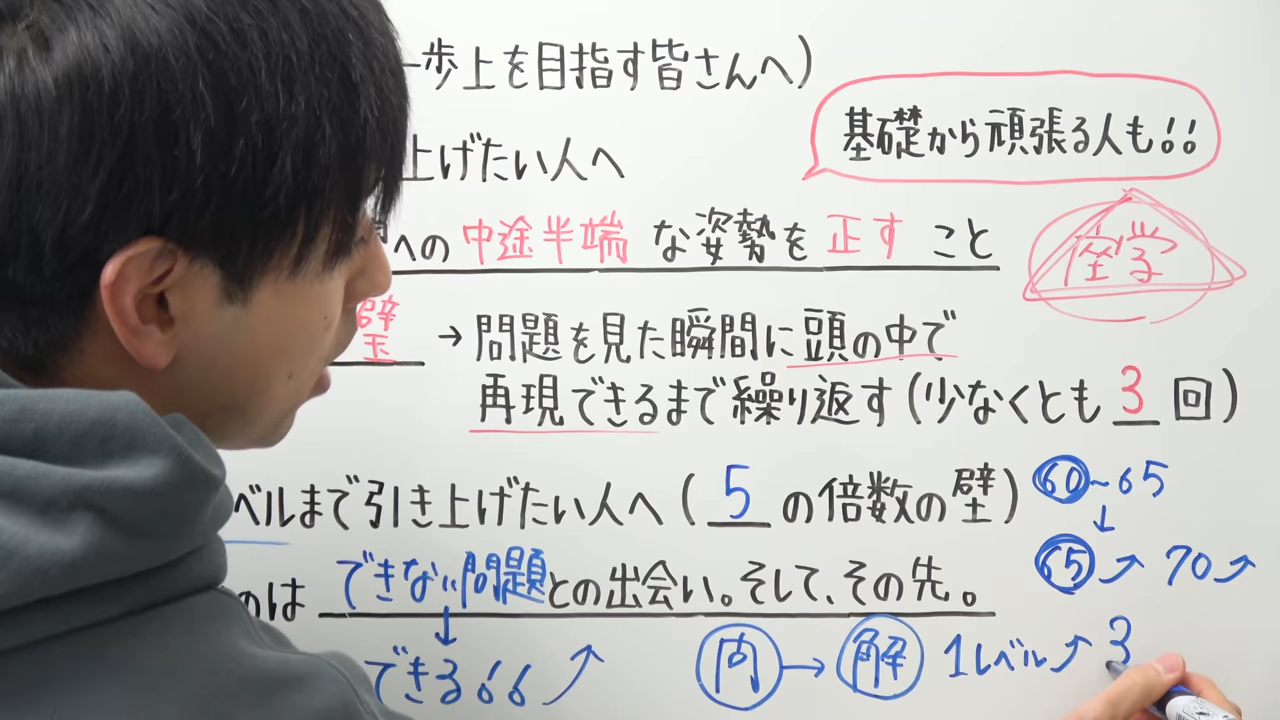 一歩上を目指す皆さんへ)
基礎から頑張る人も!!
上げたい人へ
への中途半端な姿勢を正すこと
座学
璧 → 問題を見た瞬間に頭の中で
再現できるまで繰り返す(少なくとも3回)
ベルまで引き上げたい人へ(5の倍数の壁)
60~65
↓
65 70
のは できない問題との出会い。そして、その先。
↓
できる66
問 → 解 1レベル 3